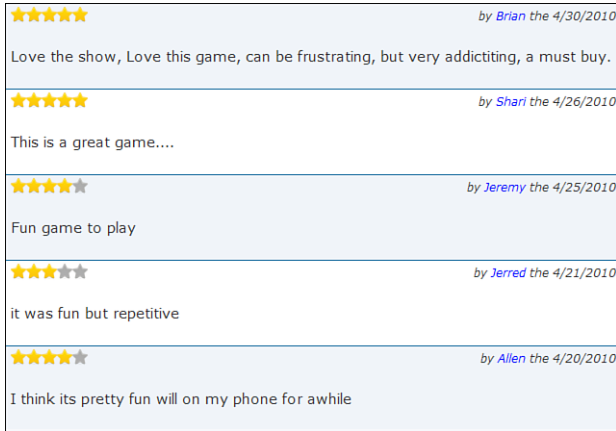 by Brian the 4/30/2010
Love the show, Love this game, can be frustrating, but very addictiting, a must buy.
by Shari the 4/26/2010
This is a great game....
by Jeremy the 4/25/2010
Fun game to play
by Jerred the 4/21/2010
it was fun but repetitive
by Allen the 4/20/2010
I think its pretty fun will on my phone for awhile